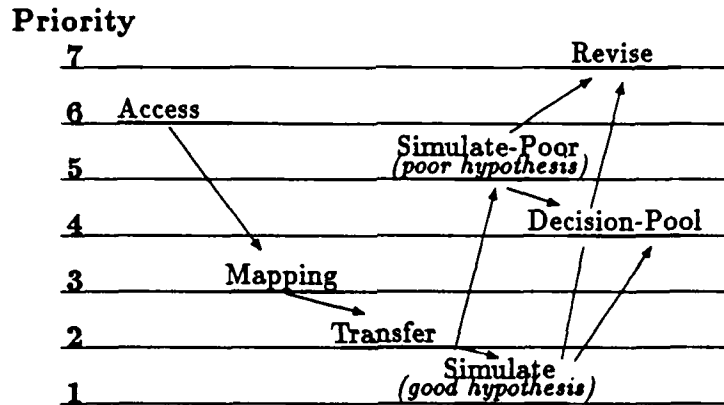 Priority
7 Revise
6 Access
Simulate-Poor
(poor hypothesis)
5
4 Decision-Pool
3 Mapping
2 Transfer
Simulate
(good hypothesis)
1